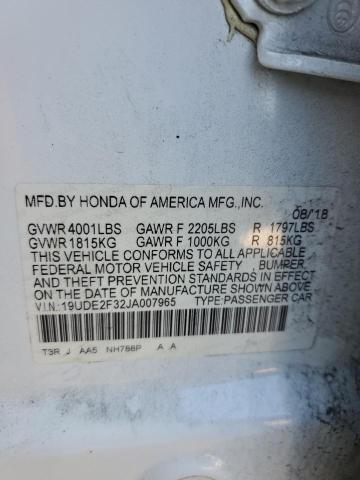 MFD.BY HONDA OF AMERICA MFG.,INC. 08/18
GVWR 4001LBS GAWR F 2205LBS R 1797LBS
GVWR 1815KG GAWR F 1000KG R 815KG
THIS VEHICLE CONFORMS TO ALL APPLICABLE
FEDERAL MOTOR VEHICLE SAFETY , BUMPER ,
AND THEFT PREVENTION STANDARDS IN EFFECT
ON THE DATE OF MANUFACTURE SHOWN ABOVE.
V.I.N.:19UDE2F32JA007965 TYPE:PASSENGER CAR
T3R J AA5 NH788P A A